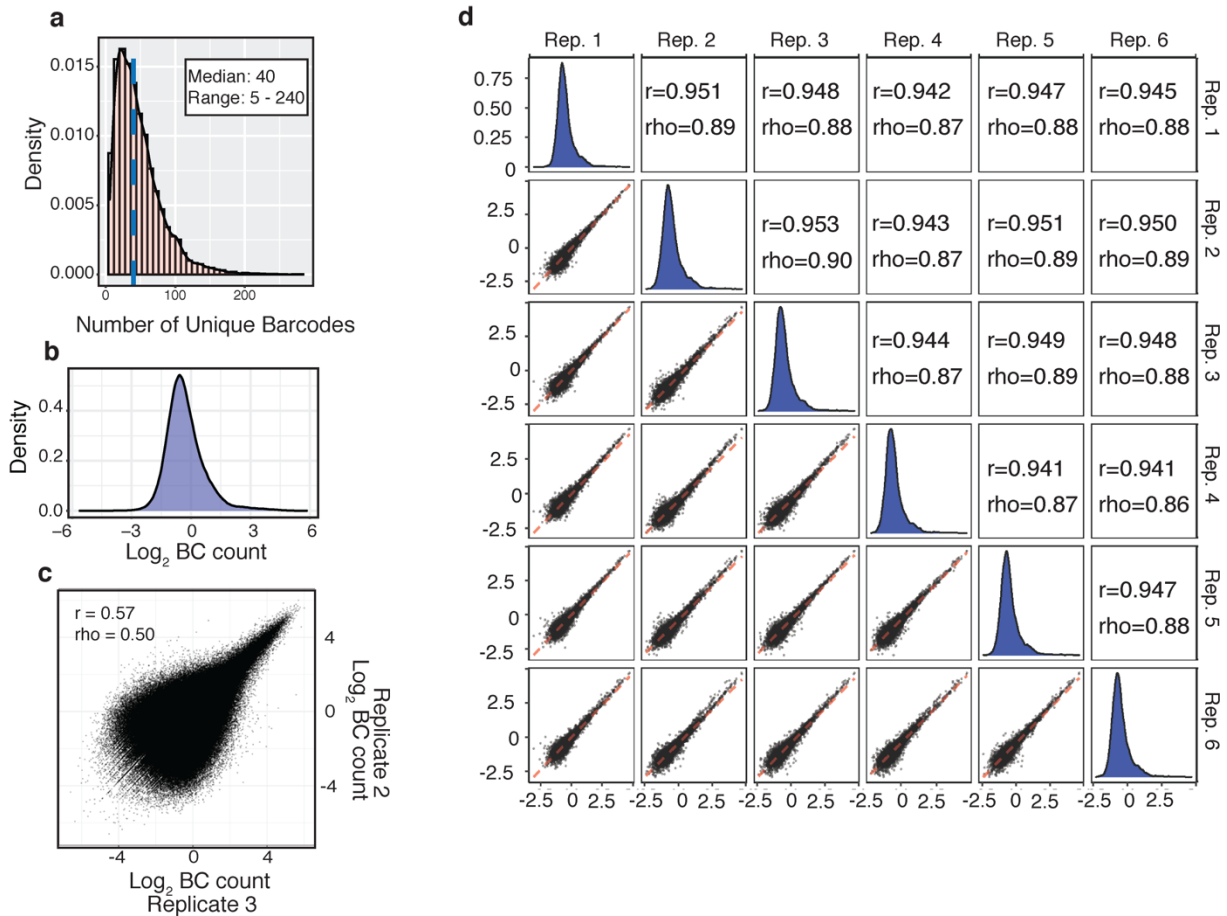 a
Median: 40
Range: 5 - 240
0.015
0.010
0.005
0.000
Density
0
100
200
Number of Unique Barcodes
b
0.4
0.2
0.0
Density
-6
-3
0
3
6
Log2 BC count
c
r = 0.57
rho = 0.50
4
0
-4
Replicate 2
Log2 BC count
-4
0
4
Log2 BC count
Replicate 3
d
Rep. 1
Rep. 2
Rep. 3
Rep. 4
Rep. 5
Rep. 6
0.75
0.50
0.25
0
r=0.951
rho=0.89
r=0.948
rho=0.88
r=0.942
rho=0.87
r=0.947
rho=0.88
r=0.945
rho=0.88
Rep. 1
2.5
0
-2.5
r=0.953
rho=0.90
r=0.943
rho=0.87
r=0.951
rho=0.89
r=0.950
rho=0.89
Rep. 2
2.5
0
-2.5
r=0.944
rho=0.87
r=0.949
rho=0.89
r=0.948
rho=0.88
Rep. 3
2.5
0
-2.5
r=0.941
rho=0.87
r=0.941
rho=0.86
Rep. 4
2.5
0
-2.5
r=0.947
rho=0.88
Rep. 5
2.5
0
-2.5
Rep. 6
-2.5
0
2.5
-2.5
0
2.5
-2.5
0
2.5
-2.5
0
2.5
-2.5
0
2.5
-2.5
0
2.5